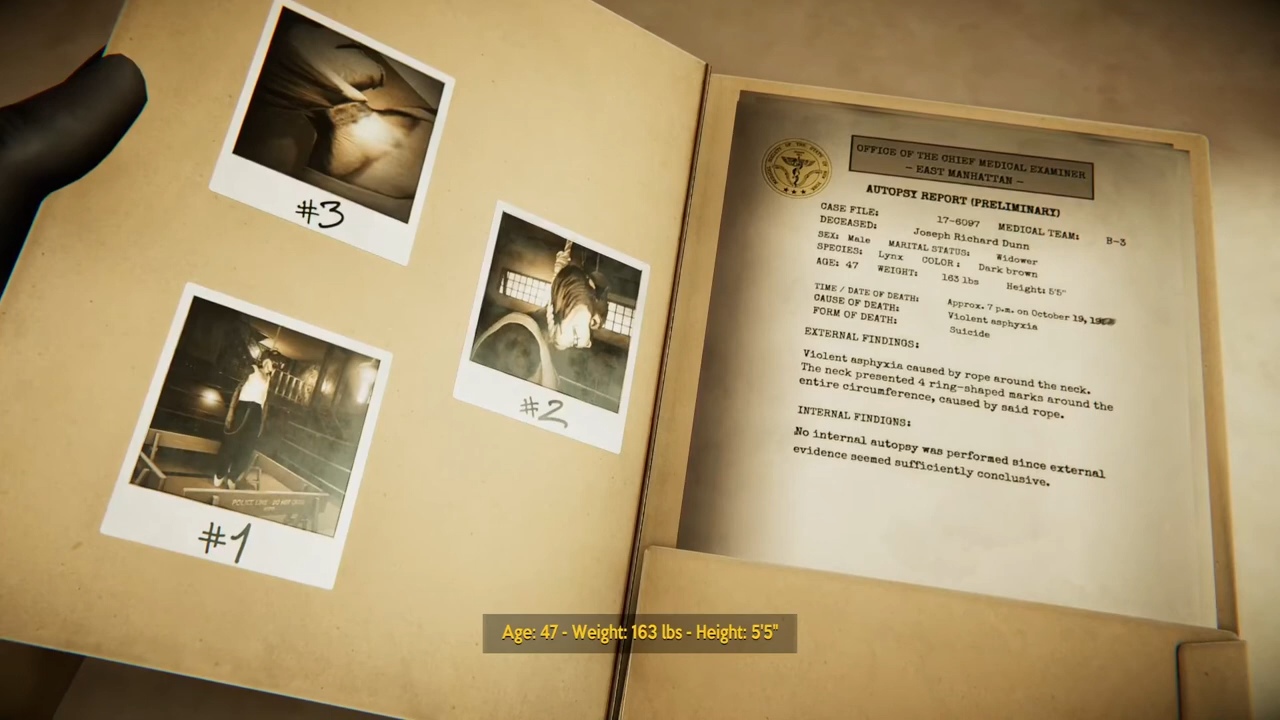 #3
#2
#1
POLICE LINE - DO NOT
OFFICE OF THE CHIEF MEDICAL EXAMINER
– EAST MANHATTAN –
AUTOPSY REPORT (PRELIMINARY)
CASE FILE: 17-6097 MEDICAL TEAM: B-3
DECEASED: Joseph Richard Dunn
SEX: Male MARITAL STATUS: Widower
SPECIES: Lynx COLOR: Dark brown
AGE: 47 WEIGHT: 163 lbs Height: 5'5"
TIME / DATE OF DEATH: Approx. 7 p.m. on October 19,
CAUSE OF DEATH: Violent asphyxia
FORM OF DEATH: Suicide
EXTERNAL FINDINGS:
Violent asphyxia caused by rope around the neck.
The neck presented 4 ring-shaped marks around the
entire circumference, caused by said rope.
INTERNAL FINDIONGS:
No internal autopsy was performed since external
evidence seemed sufficiently conclusive.
Age: 47 - Weight: 163 lbs - Height: 5'5"